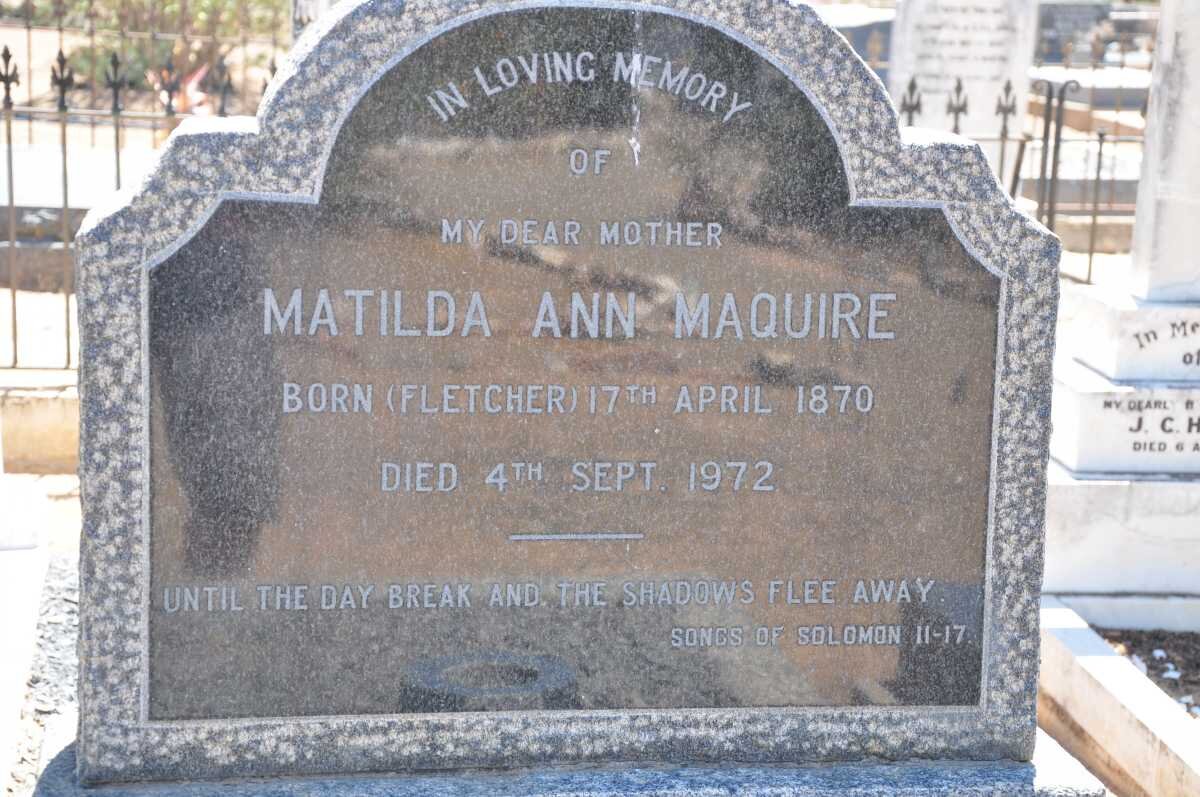 IN LOVING MEMORY
OF
MY DEAR MOTHER
MATILDA ANN MAQUIRE
BORN (FLETCHER) 17TH APRIL 1870
DIED 4TH SEPT. 1972
UNTIL THE DAY BREAK AND THE SHADOWS FLEE AWAY.
SONGS OF SOLOMON 11-17.
In Me
of
MY DEARL
J. C. H
DIED 6 A